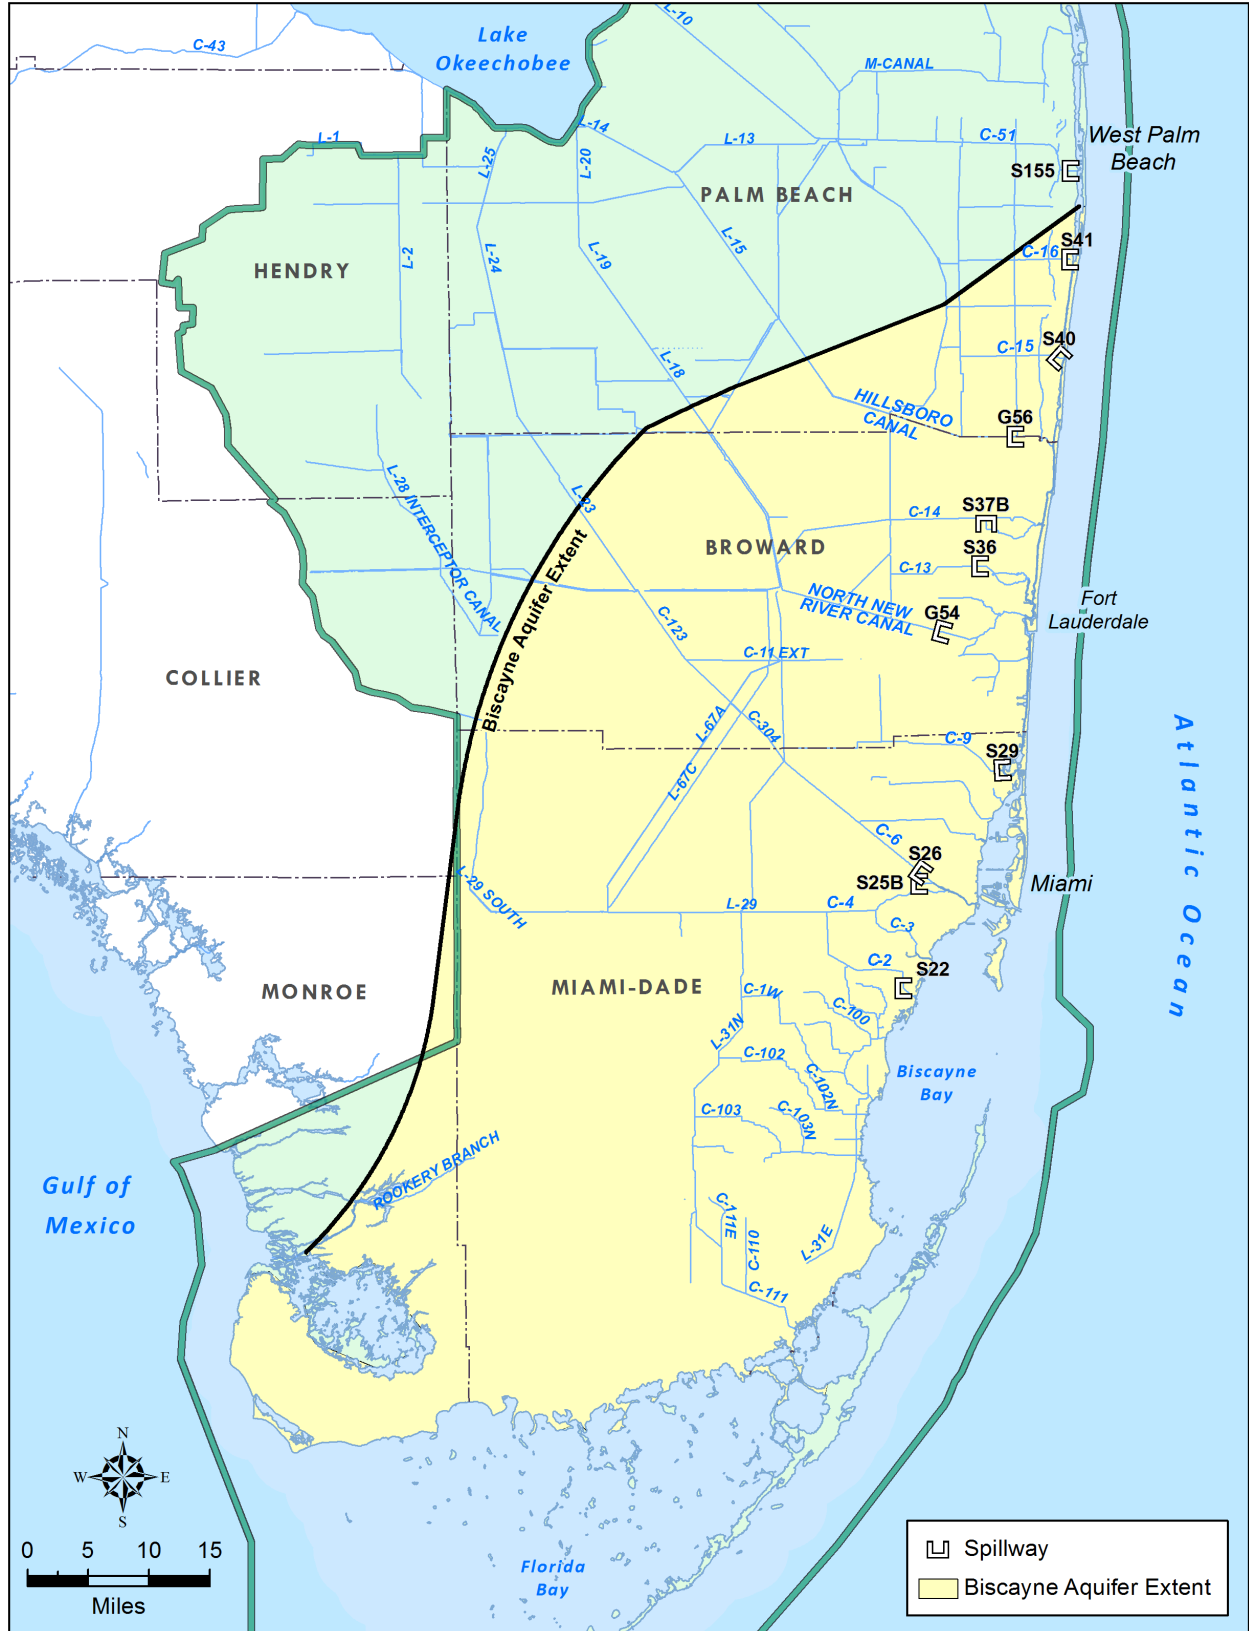 L-10
Lake
Okeechobee
C-43
M-CANAL
L-14
L-1
L-13
C-51
West Palm
Beach
L-25
L-20
S155
PALM BEACH
L-2
L-24
L-19
L-15
S41
C-16
HENDRY
S40
C-15
L-18
HILLSBORO
CANAL
G56
L-28 INTERCEPTOR CANAL
L-23
S37B
C-14
BROWARD
S36
C-13
Biscayne Aquifer Extent
NORTH NEW
RIVER CANAL
G54
Fort
Lauderdale
C-123
C-11 EXT
COLLIER
L-67A
C-304
C-9
S29
L-67C
Atlantic Ocean
C-6
S26
S25B
Miami
L-29 SOUTH
L-29
C-4
C-3
C-2
S22
MONROE
MIAMI-DADE
C-1W
C-100
L-31N
C-102
C-102N
Biscayne
Bay
C-103
C-103N
ROOKERY BRANCH
Gulf of
Mexico
C-111E
C-110
L-31E
C-111
N
W
E
S
0
5
10
15
Miles
Florida
Bay
Spillway
Biscayne Aquifer Extent